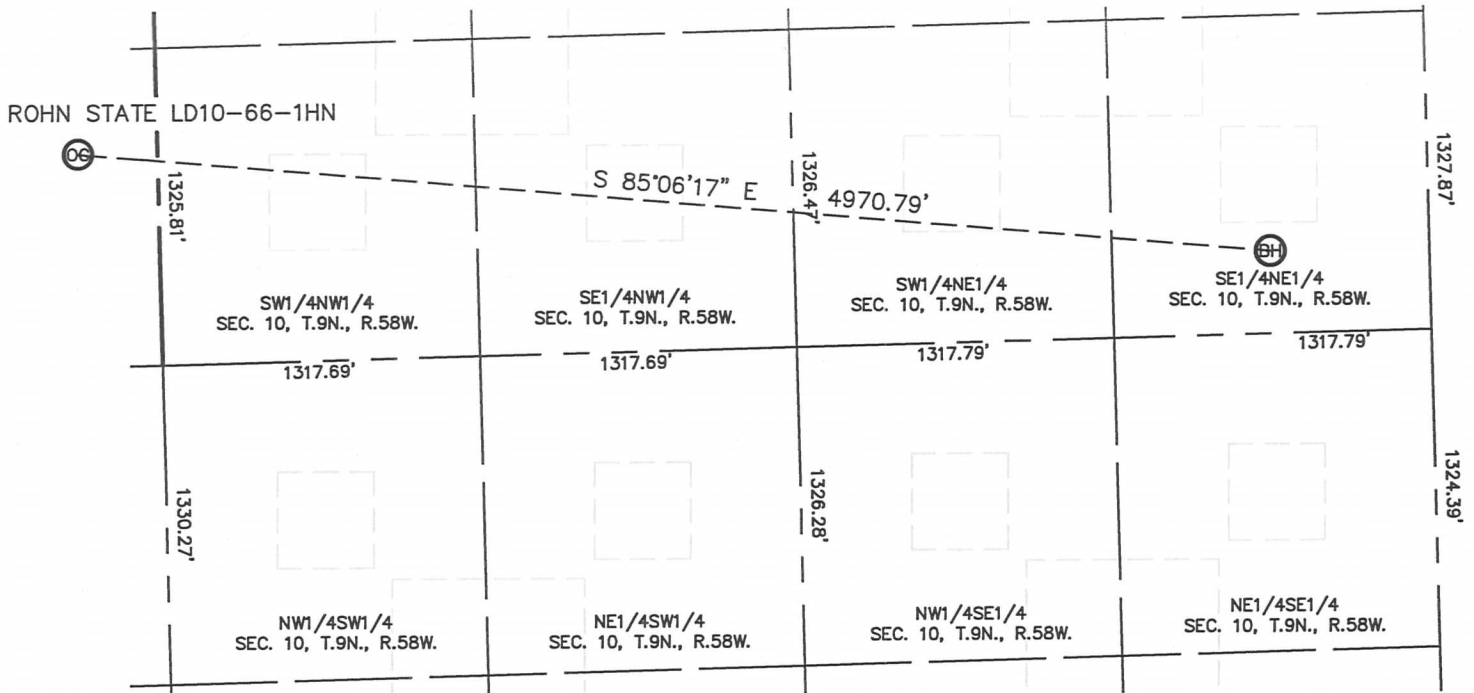 ROHN STATE LD10-66-1HN
OG
1325.81'
S 85°06'17" E
1326.47'
4970.79'
1327.87'
BH
SW1/4NW1/4
SEC. 10, T.9N., R.58W.
SE1/4NW1/4
SEC. 10, T.9N., R.58W.
SW1/4NE1/4
SEC. 10, T.9N., R.58W.
SE1/4NE1/4
SEC. 10, T.9N., R.58W.
1317.69'
1317.69'
1317.79'
1317.79'
1330.27'
1326.28'
1324.39'
NW1/4SW1/4
SEC. 10, T.9N., R.58W.
NE1/4SW1/4
SEC. 10, T.9N., R.58W.
NW1/4SE1/4
SEC. 10, T.9N., R.58W.
NE1/4SE1/4
SEC. 10, T.9N., R.58W.